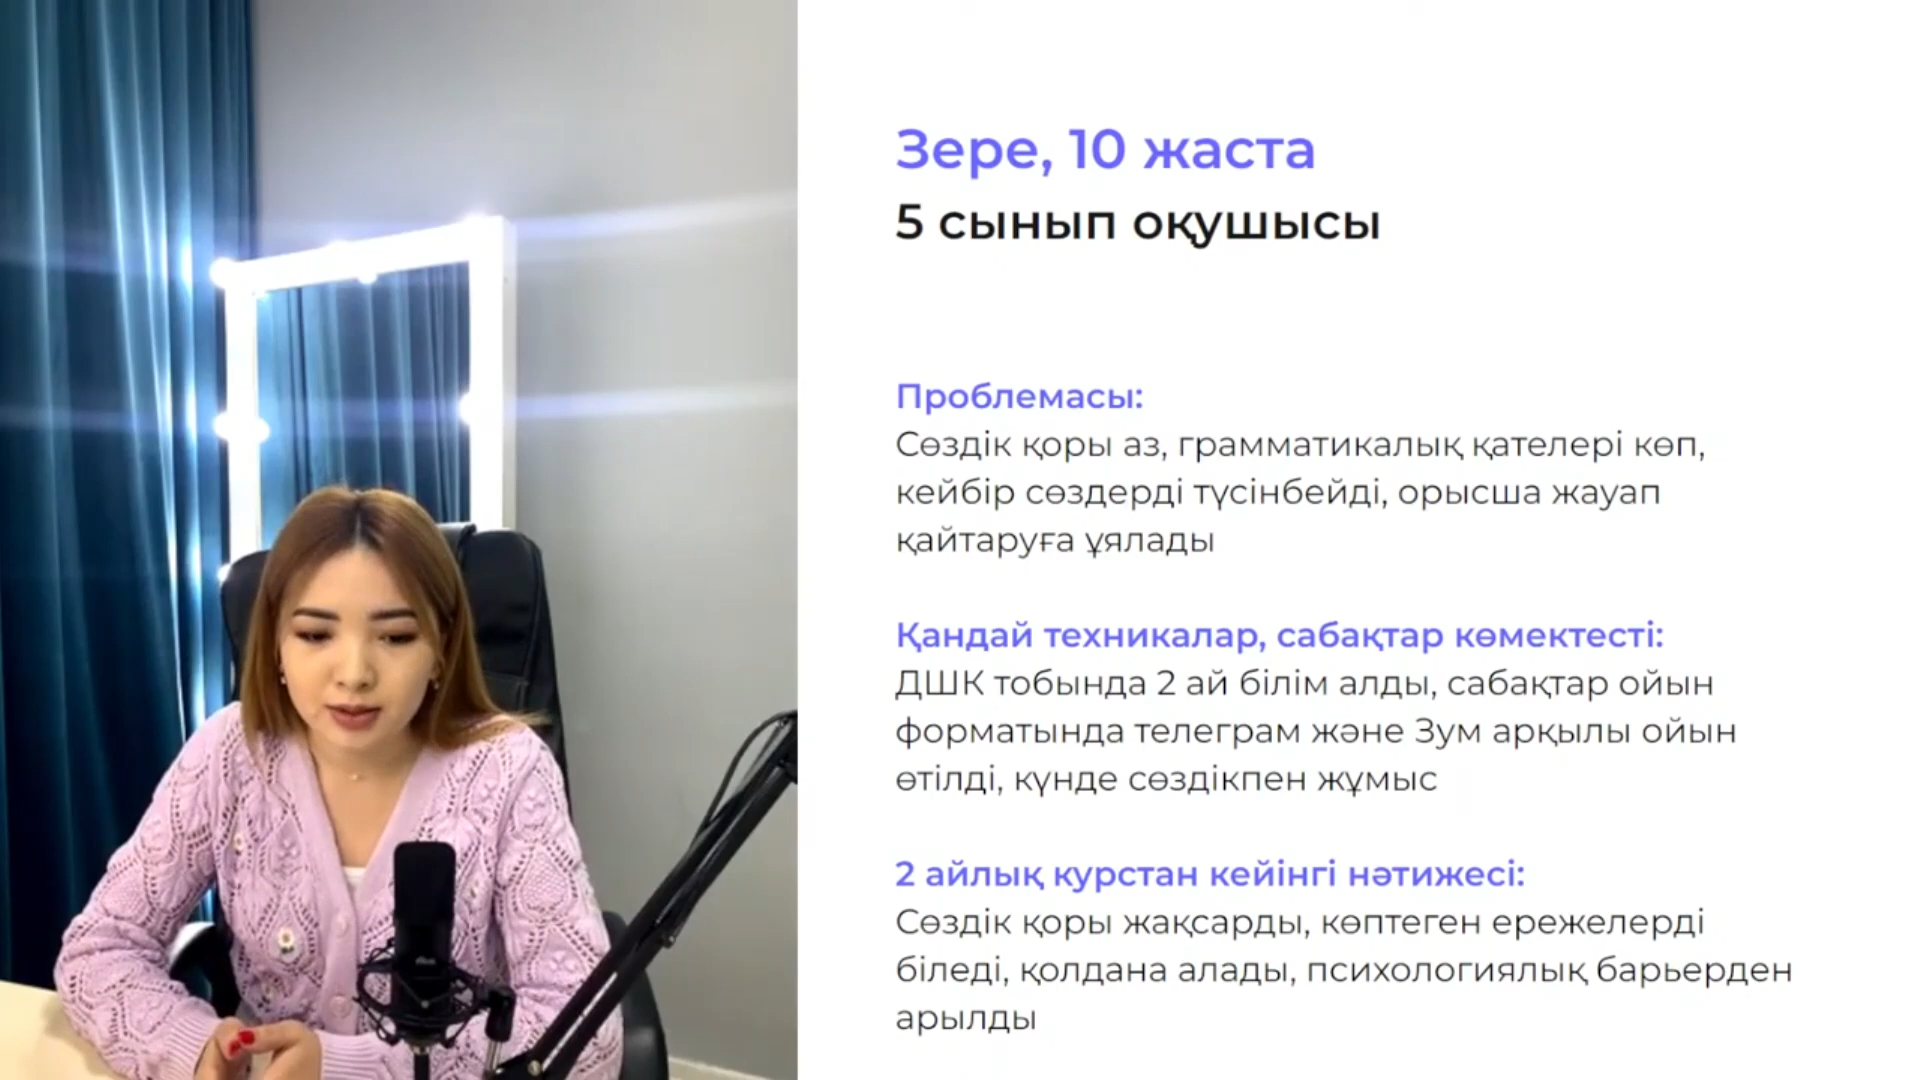 Зере, 10 жаста
5 сынып оқушысы
Проблемасы:
Сөздік қоры аз, грамматикалық қателері көп,
кейбір сөздерді түсінбейді, орысша жауап
қайтаруға ұялады
Қандай техникалар, сабақтар көмектесті:
ДШК тобында 2 ай білім алды, сабақтар ойын
форматында телеграм және Зум арқылы ойын
өтілді, күнде сөздікпен жұмыс
2 айлық курстан кейінгі нәтижесі:
Сөздік қоры жақсарды, көптеген ережелерді
біледі, қолдана алады, психологиялық барьерден
арылды